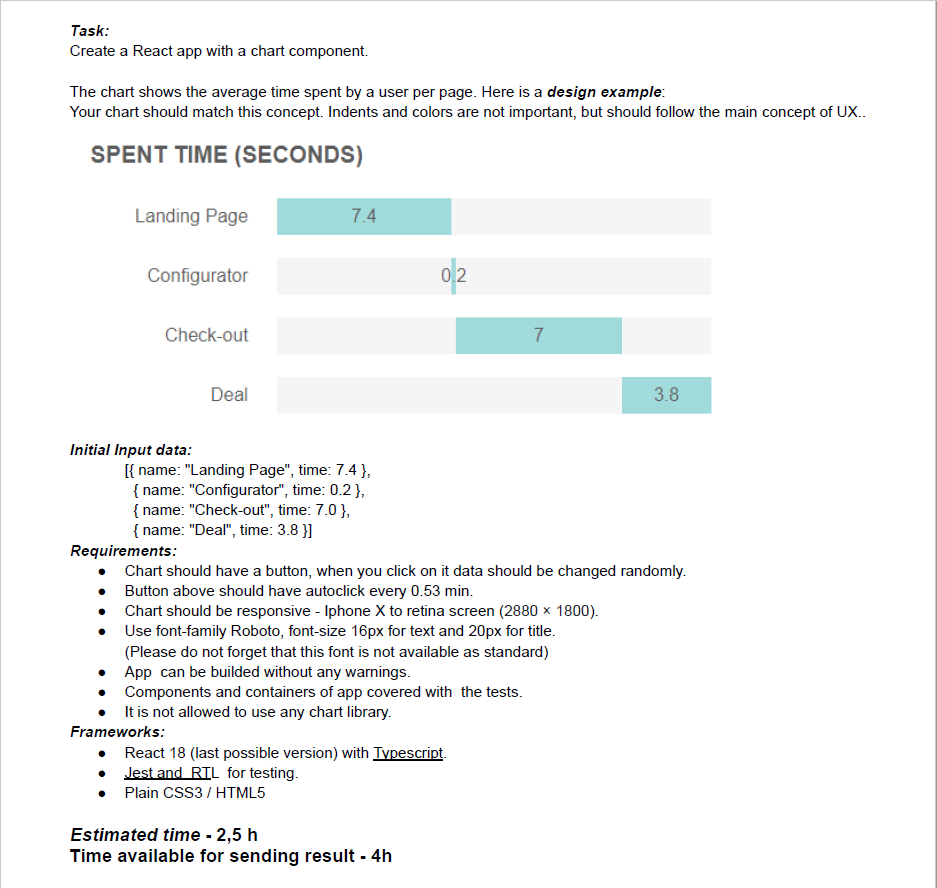 Task:
Create a React app with a chart component.
The chart shows the average time spent by a user per page. Here is a design example:
Your chart should match this concept. Indents and colors are not important, but should follow the main concept of UX..
SPENT TIME (SECONDS)
Landing Page 7.4
Configurator 0.2
Check-out 7
Deal 3.8
Initial Input data:
[{ name: "Landing Page", time: 7.4 },
{ name: "Configurator", time: 0.2 },
{ name: "Check-out", time: 7.0 },
{ name: "Deal", time: 3.8 }]
Requirements:
● Chart should have a button, when you click on it data should be changed randomly.
● Button above should have autoclick every 0.53 min.
● Chart should be responsive - Iphone X to retina screen (2880 × 1800).
● Use font-family Roboto, font-size 16px for text and 20px for title.
(Please do not forget that this font is not available as standard)
● App can be builded without any warnings.
● Components and containers of app covered with the tests.
● It is not allowed to use any chart library.
Frameworks:
● React 18 (last possible version) with Typescript.
● Jest and RTL for testing.
● Plain CSS3 / HTML5
Estimated time - 2,5 h
Time available for sending result - 4h